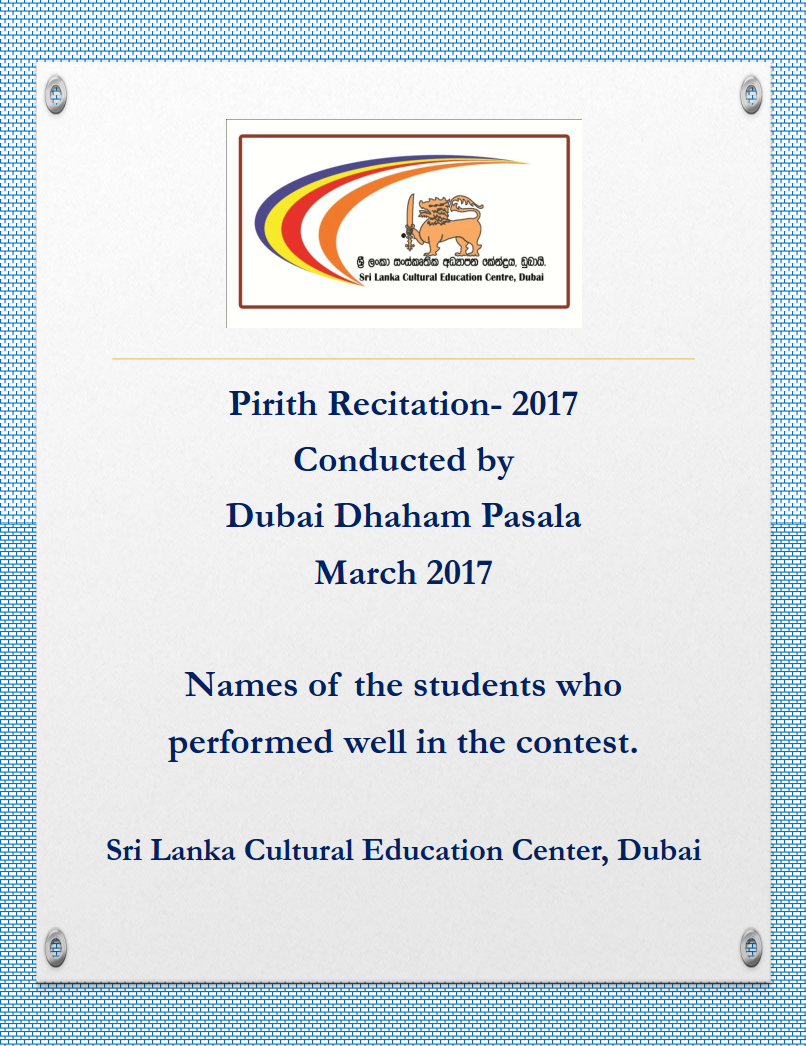 ශ්‍රී ලංකා සංස්කෘතික අධ්‍යාපන කේන්ද්‍රය, ඩුබායි.
Sri Lanka Cultural Education Centre, Dubai
Pirith Recitation- 2017
Conducted by
Dubai Dhaham Pasala
March 2017
Names of the students who
performed well in the contest.
Sri Lanka Cultural Education Center, Dubai